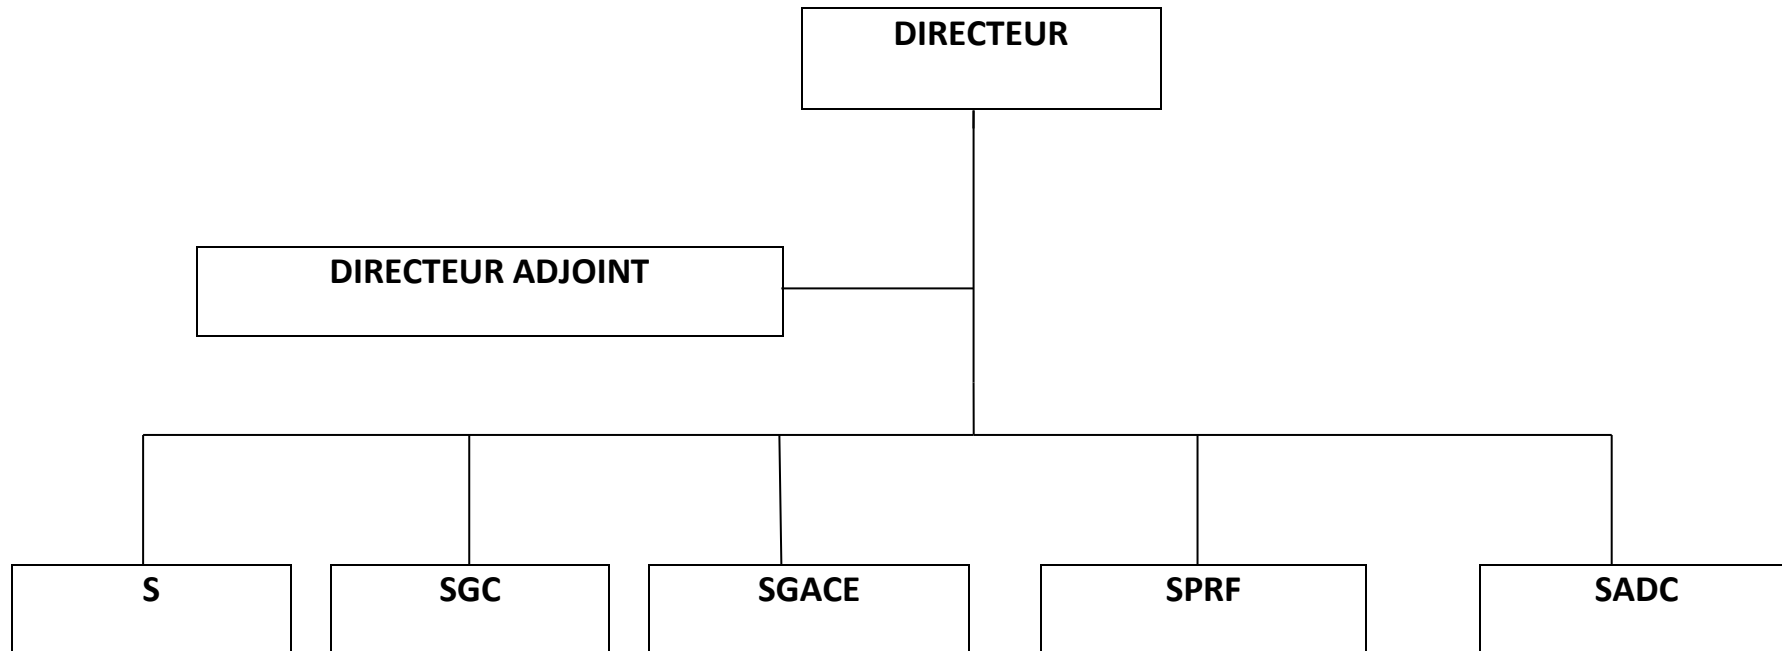 DIRECTEUR
DIRECTEUR ADJOINT
S
SGC
SGACE
SPRF
SADC